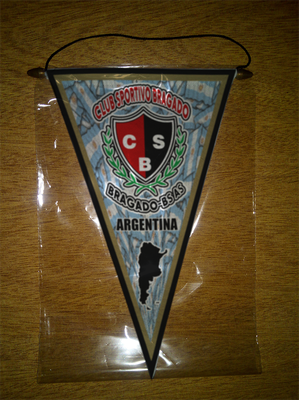 CLUB SPORTIVO BRAGADO
C S
B
BRAGADO-BS AS
ARGENTINA